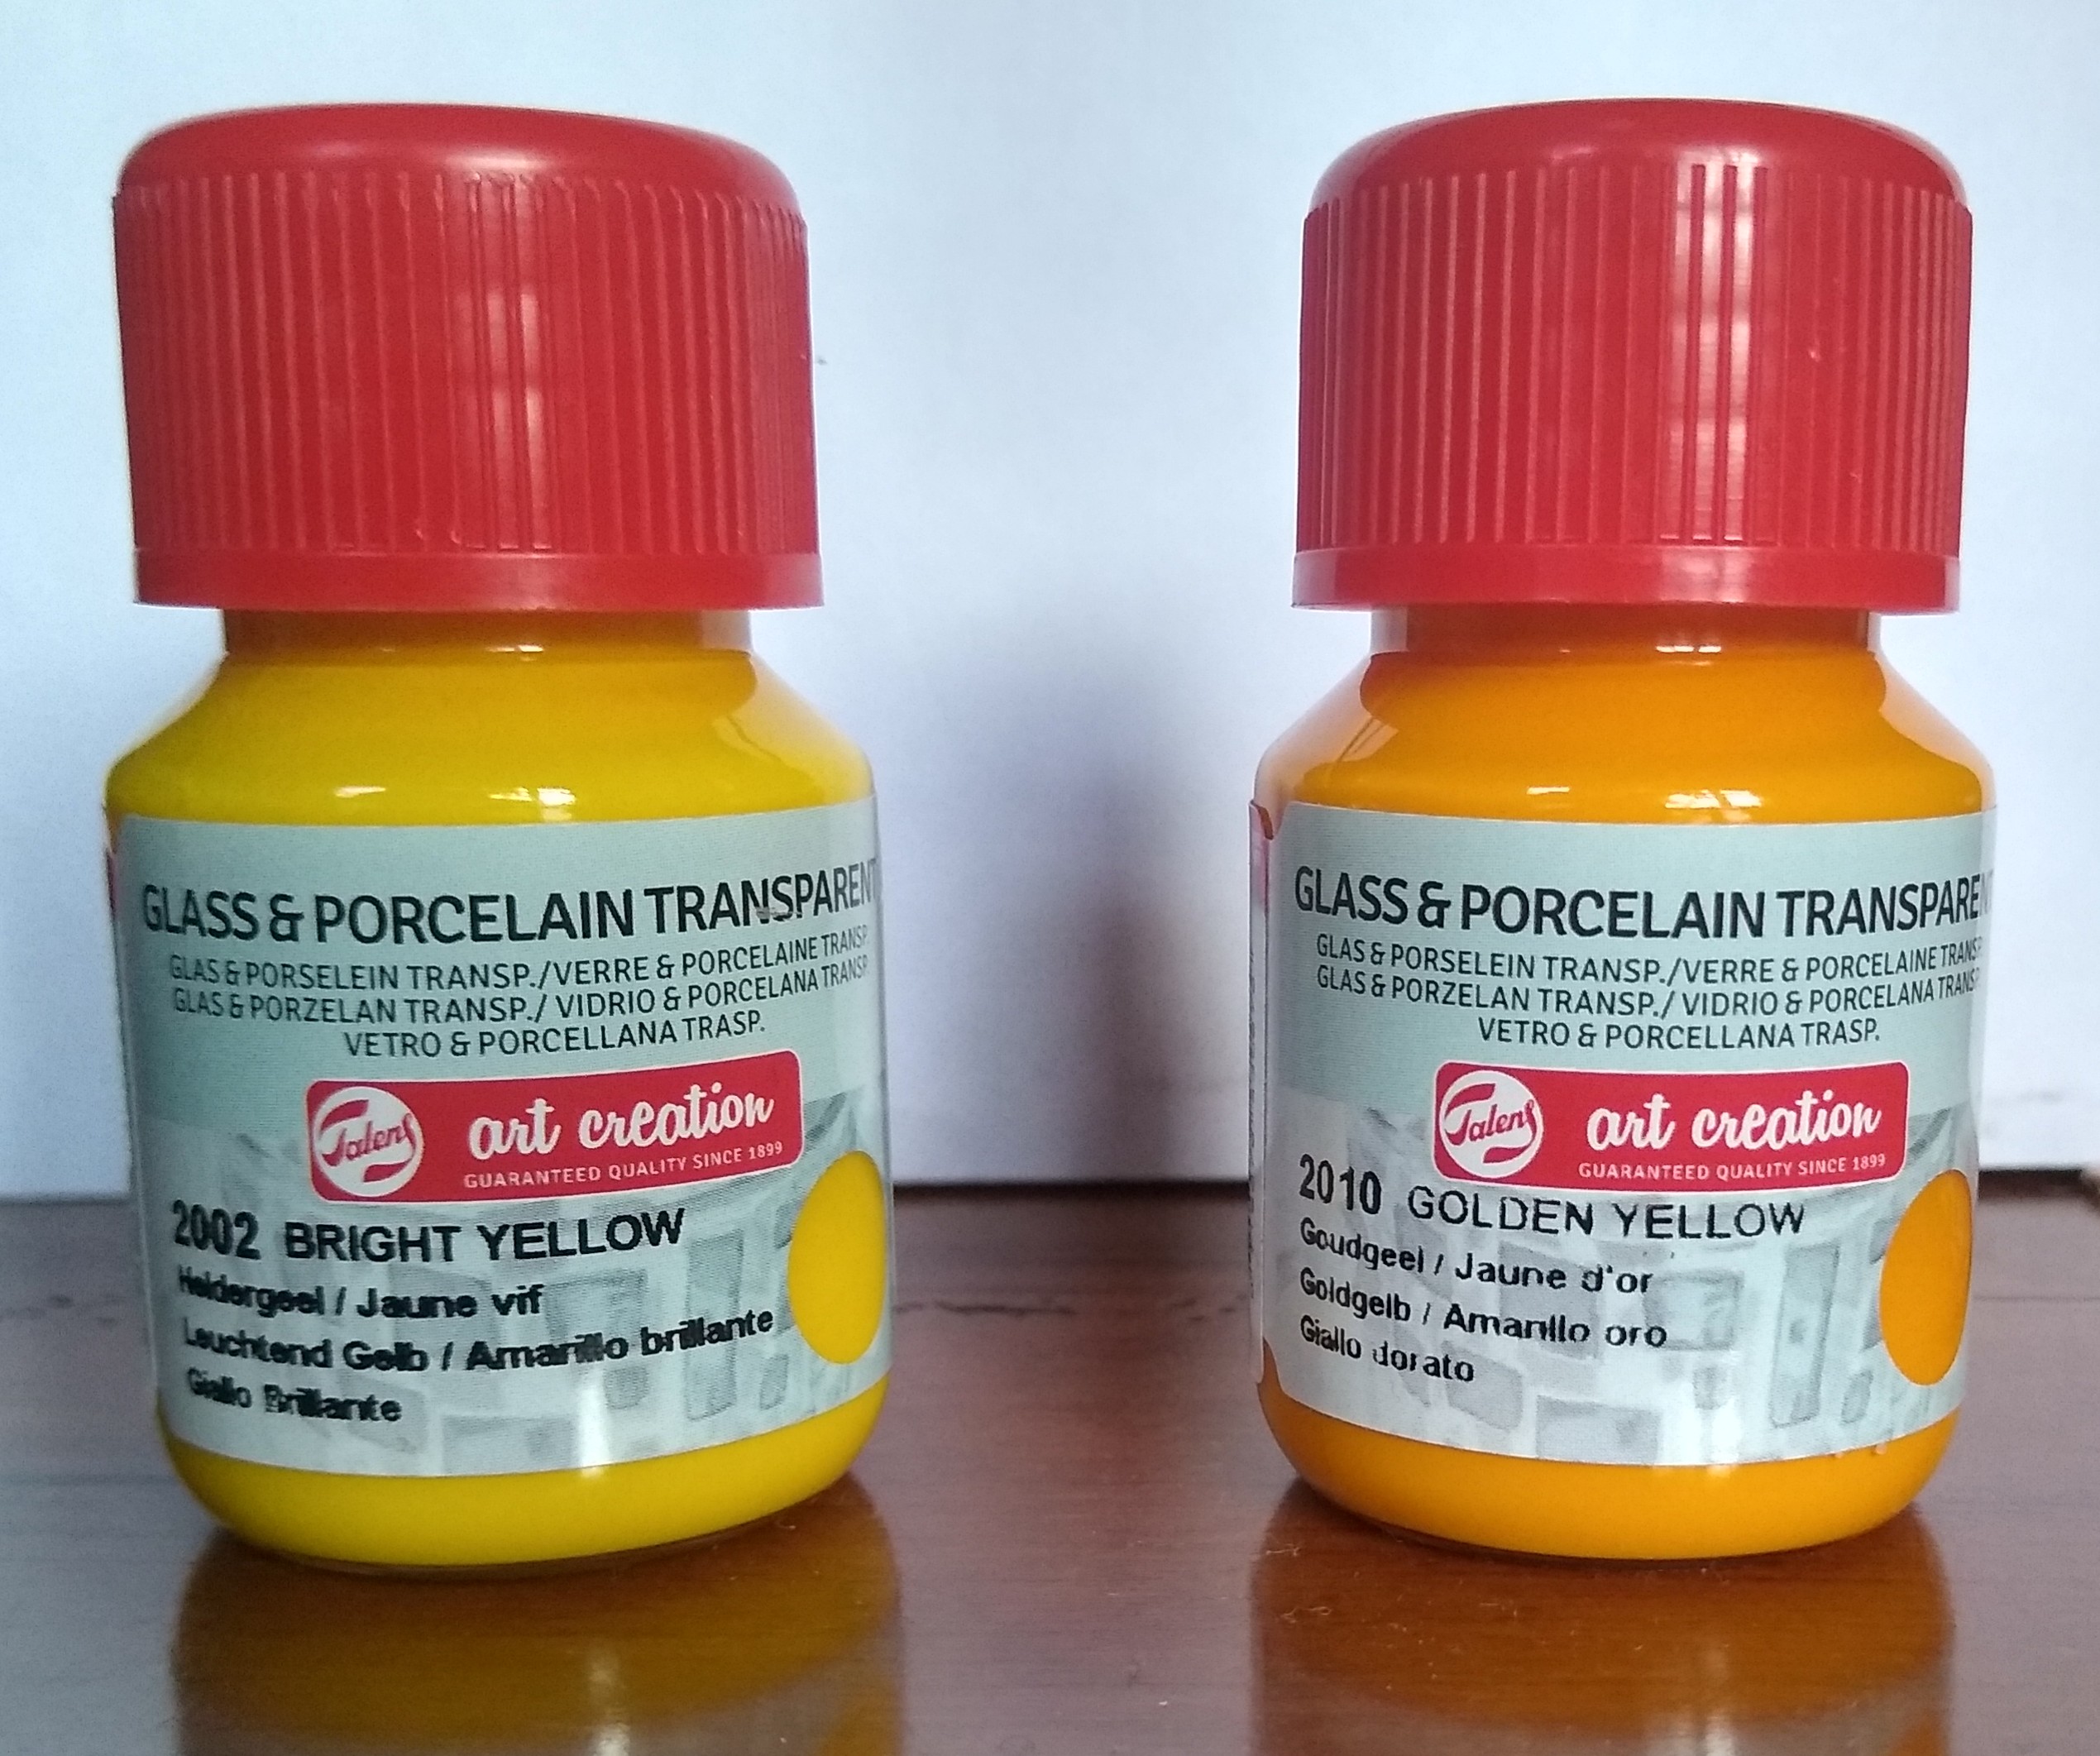 GLASS & PORCELAIN TRANSPARENT
GLAS & PORSELEIN TRANSP./VERRE & PORCELAINE TRANSP.
GLAS & PORZELAN TRANSP./ VIDRIO & PORCELANA TRANSP.
VETRO & PORCELLANA TRASP.
Talens art creation
GUARANTEED QUALITY SINCE 1899
2002 BRIGHT YELLOW
Heldergeel / Jaune vif
Leuchtend Gelb / Amarillo brillante
Giallo Brillante
GLASS & PORCELAIN TRANSPAREN
GLAS & PORSELEIN TRANSP./VERRE & PORCELAINE TRANSP
GLAS & PORZELAN TRANSP./ VIDRIO & PORCELANA TRANSP
VETRO & PORCELLANA TRASP.
Talens art creation
GUARANTEED QUALITY SINCE 1899
2010 GOLDEN YELLOW
Goudgeel / Jaune d'or
Goldgelb / Amarillo oro
Giallo dorato